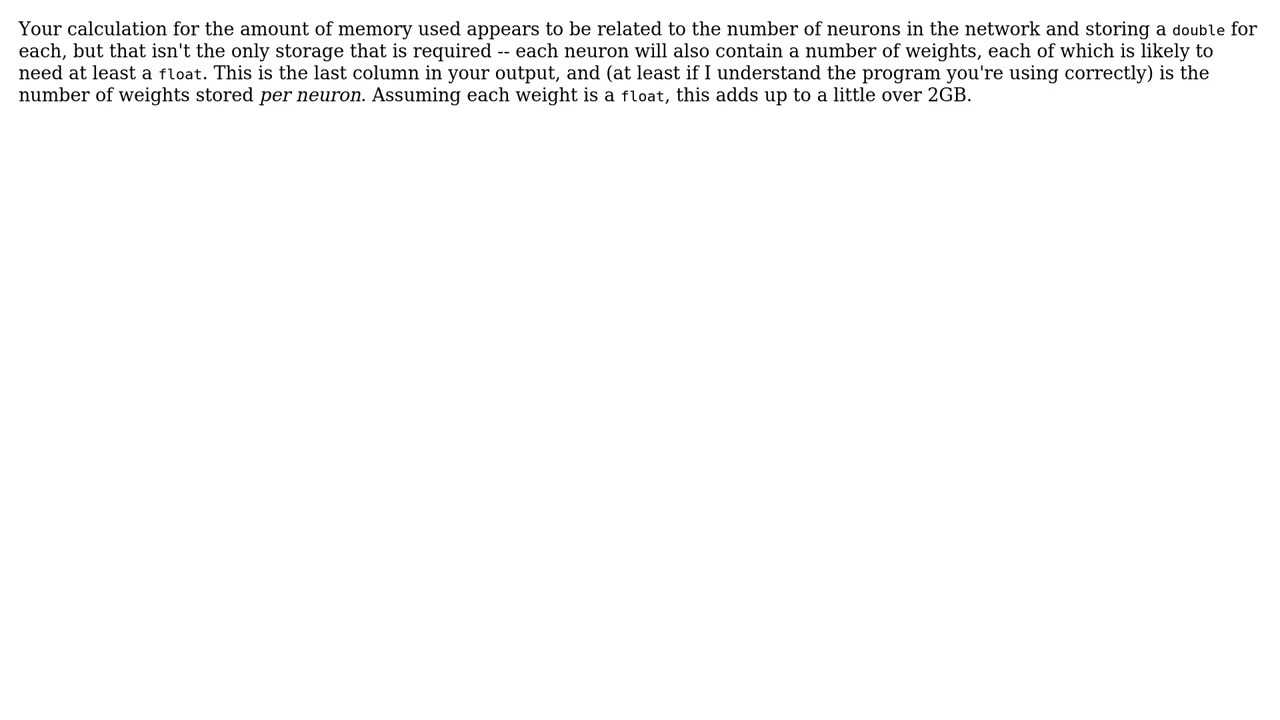 Your calculation for the amount of memory used appears to be related to the number of neurons in the network and storing a double for
each, but that isn't the only storage that is required -- each neuron will also contain a number of weights, each of which is likely to
need at least a float. This is the last column in your output, and (at least if I understand the program you're using correctly) is the
number of weights stored per neuron. Assuming each weight is a float, this adds up to a little over 2GB.